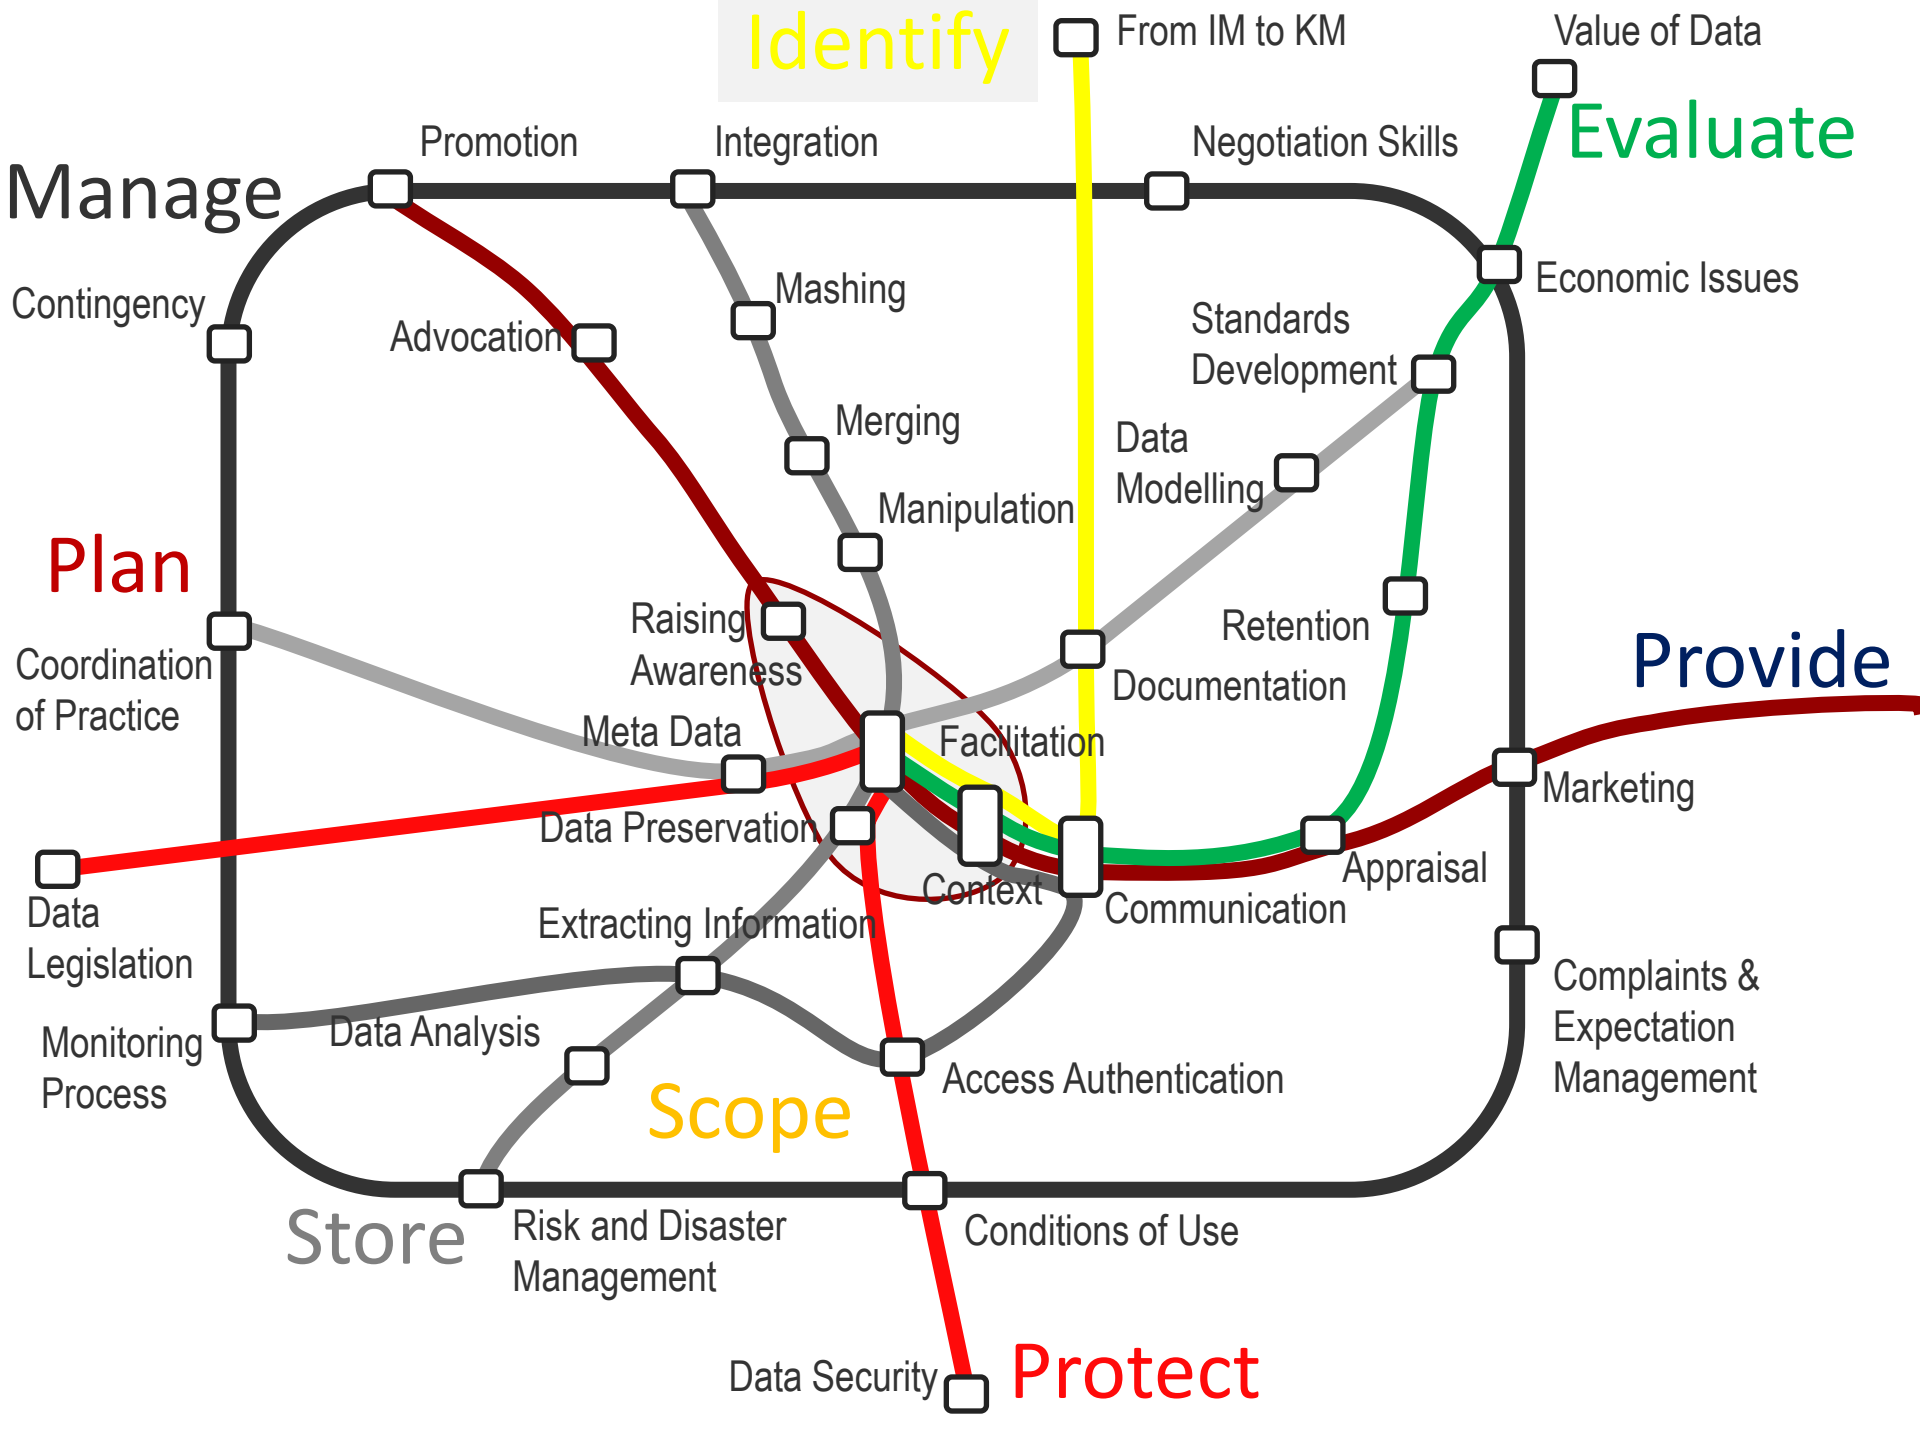 Identify
From IM to KM
Value of Data
Evaluate
Promotion
Integration
Negotiation Skills
Manage
Contingency
Advocation
Mashing
Economic Issues
Standards
Development
Merging
Data
Modelling
Manipulation
Plan
Raising
Awareness
Retention
Coordination
of Practice
Documentation
Provide
Meta Data
Facilitation
Marketing
Data Preservation
Context
Appraisal
Communication
Data
Legislation
Extracting Information
Complaints &
Expectation
Management
Monitoring
Process
Data Analysis
Access Authentication
Scope
Store
Risk and Disaster
Management
Conditions of Use
Data Security
Protect